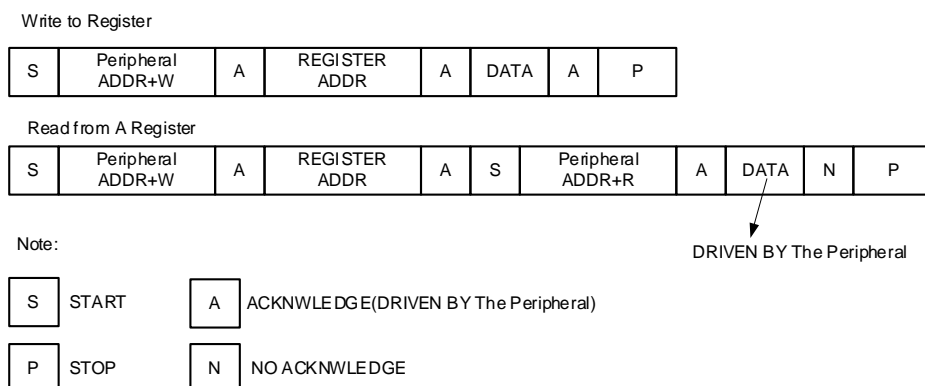 Write to Register
S Peripheral ADDR+W A REGISTER ADDR A DATA A P
Read from A Register
S Peripheral ADDR+W A REGISTER ADDR A S Peripheral ADDR+R A DATA N P
DRIVEN BY The Peripheral
Note:
S START A ACKNWLEDGE(DRIVEN BY The Peripheral)
P STOP N NO ACKNWLEDGE